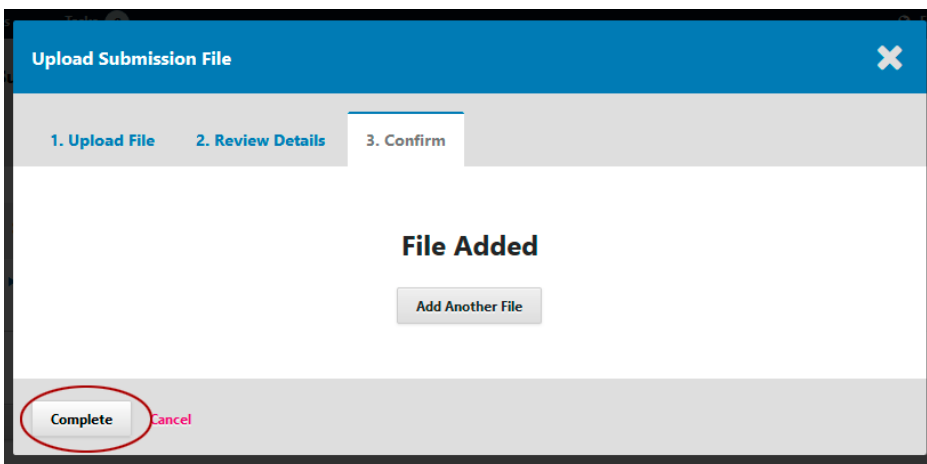 Upload Submission File
1. Upload File 2. Review Details 3. Confirm
File Added
Add Another File
Complete Cancel